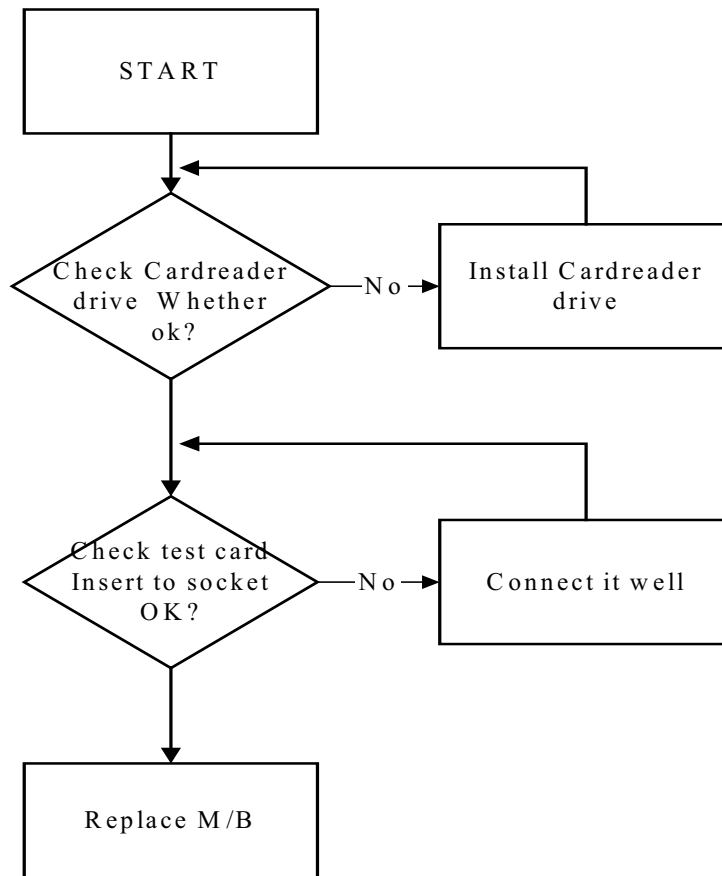 START
Check Cardreader
drive Whether
ok?
No
Install Cardreader
drive
Check test card
Insert to socket
OK?
No
Connect it well
Replace M/B